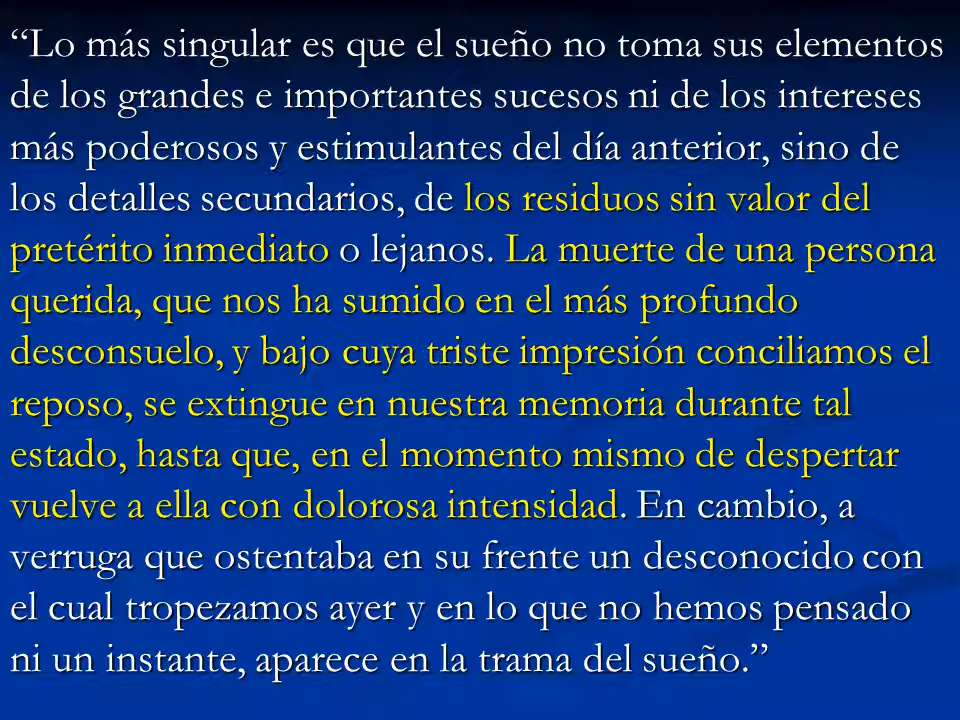 “Lo más singular es que el sueño no toma sus elementos
de los grandes e importantes sucesos ni de los intereses
más poderosos y estimulantes del día anterior, sino de
los detalles secundarios, de los residuos sin valor del
pretérito inmediato o lejanos. La muerte de una persona
querida, que nos ha sumido en el más profundo
desconsuelo, y bajo cuya triste impresión conciliamos el
reposo, se extingue en nuestra memoria durante tal
estado, hasta que, en el momento mismo de despertar
vuelve a ella con dolorosa intensidad. En cambio, a
verruga que ostentaba en su frente un desconocido con
el cual tropezamos ayer y en lo que no hemos pensado
ni un instante, aparece en la trama del sueño.”